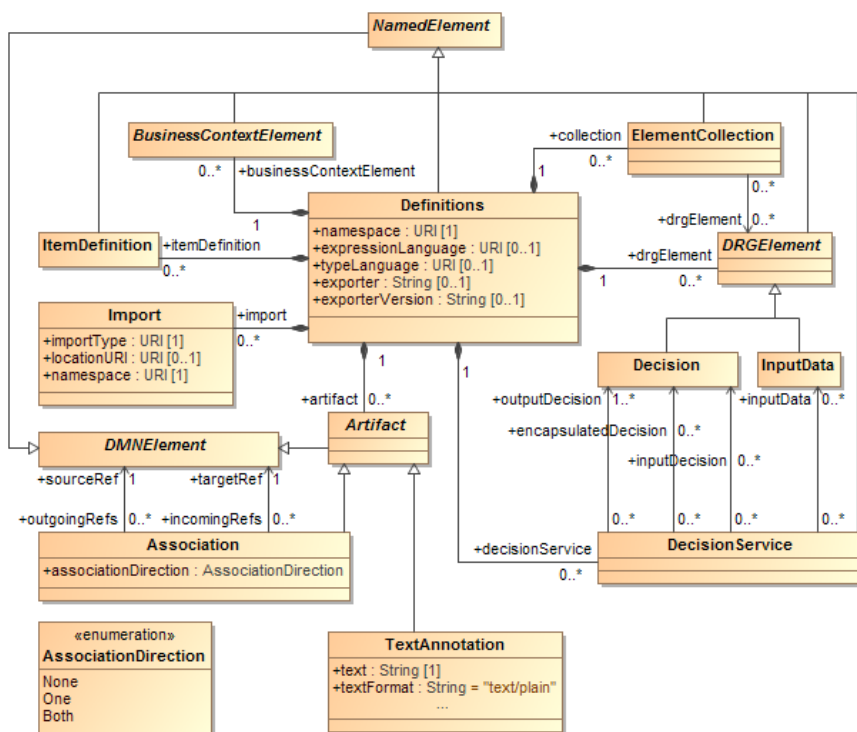 NamedElement
BusinessContextElement
0..*
+businessContextElement
1
+collection
0..*
1
ElementCollection
0..*
+drgElement
0..*
Definitions
+namespace : URI [1]
+expressionLanguage : URI [0..1]
+typeLanguage : URI [0..1]
+exporter : String [0..1]
+exporterVersion : String [0..1]
ItemDefinition
+itemDefinition
0..*
+drgElement
1
0..*
DRGElement
Import
+importType : URI [1]
+locationURI : URI [0..1]
+namespace : URI [1]
+import
0..*
1
1
Decision
InputData
+artifact
0..*
+outputDecision
1..*
+inputData
0..*
Artifact
+encapsulatedDecision
0..*
+inputDecision
0..*
DMNElement
+sourceRef
1
+targetRef
1
+outgoingRefs
0..*
+incomingRefs
0..*
0..*
0..*
0..*
0..*
Association
+associationDirection : AssociationDirection
+decisionService
0..*
DecisionService
«enumeration»
AssociationDirection
None
One
Both
TextAnnotation
+text : String [1]
+textFormat : String = "text/plain"
...